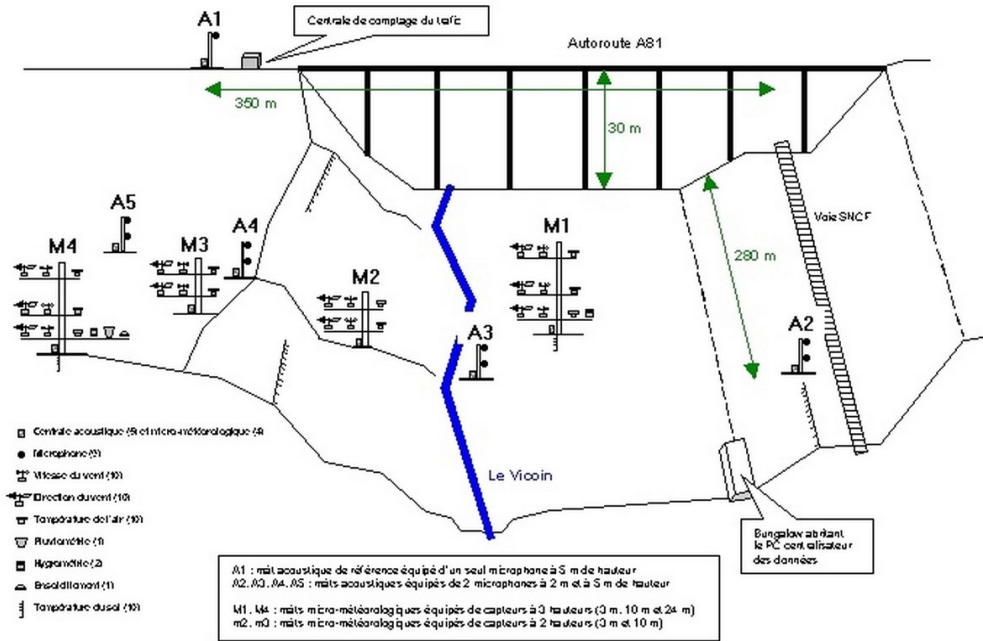 A1
Centrale de comptage du trafic
Autoroute A81
350 m
30 m
A5
M4
M3
A4
M2
M1
Voie SNCF
280 m
A3
A2
Centrale acoustique (5) et micro-météorologique (4)
Microphone (9)
Vitesse du vent (10)
Direction du vent (10)
Température de l'air (10)
Pluviométrie (1)
Hygrométrie (2)
Ensoleillement (1)
Température du sol (10)
Le Vicoin
Bungalow abritant
le PC centralisateur
des données
A1 : mât acoustique de référence équipé d'un seul microphone à 5 m de hauteur
A2, A3, A4, A5 : mâts acoustiques équipés de 2 microphones à 2 m et à 5 m de hauteur
M1, M4 : mâts micro-météorologiques équipés de capteurs à 3 hauteurs (3 m, 10 m et 24 m)
m2, m3 : mâts micro-météorologiques équipés de capteurs à 2 hauteurs (3 m et 10 m)